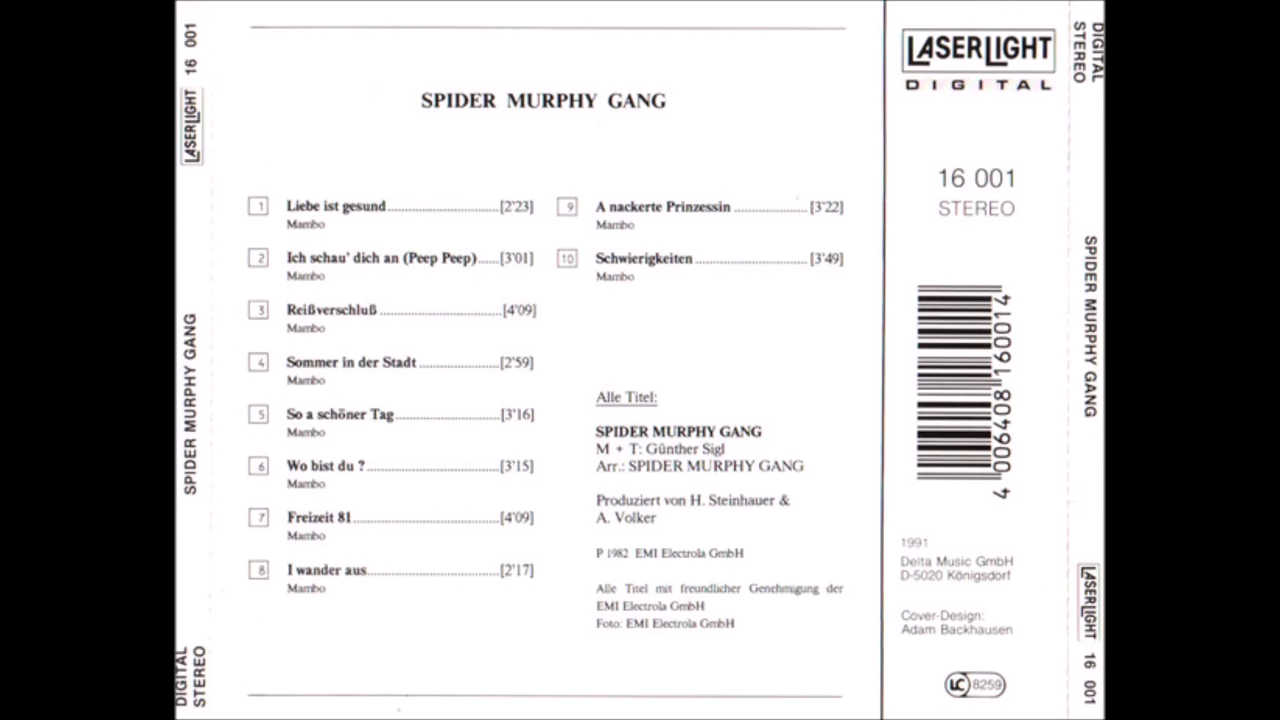 LASERLIGHT 16 001
SPIDER MURPHY GANG
DIGITAL
STEREO
SPIDER MURPHY GANG
1 Liebe ist gesund [2'23]
Mambo
2 Ich schau' dich an (Peep Peep) [3'01]
Mambo
3 Reißverschluß [4'09]
Mambo
4 Sommer in der Stadt [2'59]
Mambo
5 So a schöner Tag [3'16]
Mambo
6 Wo bist du ? [3'15]
Mambo
7 Freizeit 81 [4'09]
Mambo
8 I wander aus [2'17]
Mambo
9 A nackerte Prinzessin [3'22]
Mambo
10 Schwierigkeiten [3'49]
Mambo
Alle Titel:
SPIDER MURPHY GANG
M + T: Günther Sigl
Arr.: SPIDER MURPHY GANG
Produziert von H. Steinhauer &
A. Volker
P 1982 EMI Electrola GmbH
Alle Titel mit freundlicher Genehmigung der
EMI Electrola GmbH
Foto: EMI Electrola GmbH
LASERLIGHT
DIGITAL
16 001
STEREO
4 006408 160014
1991
Delta Music GmbH
D-5020 Königsdorf
Cover-Design:
Adam Backhausen
LC 8259
DIGITAL
STEREO
SPIDER MURPHY GANG
LASERLIGHT 16 001